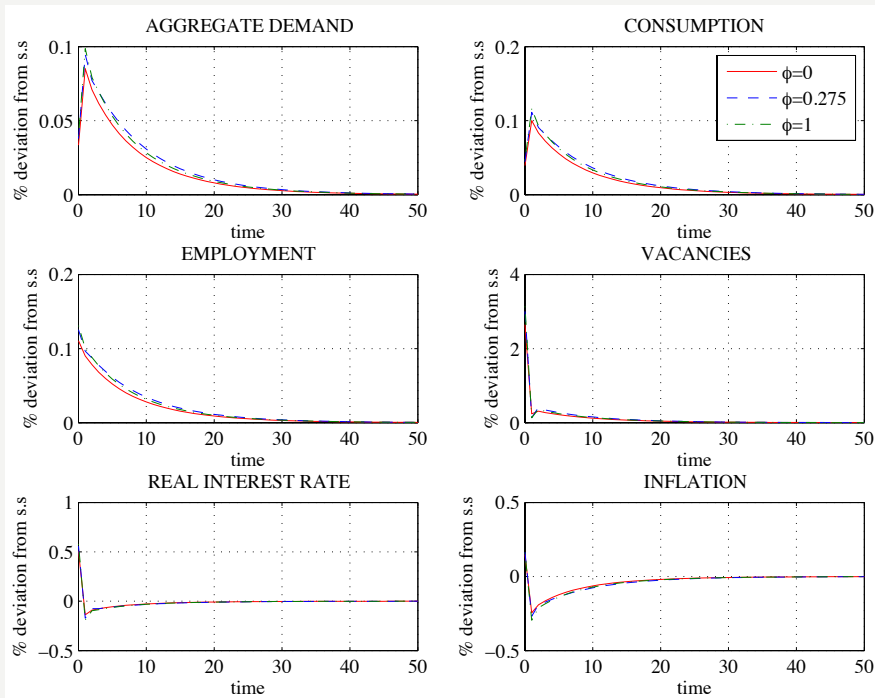 AGGREGATE DEMAND
% deviation from s.s
0.1
0.05
0
0 10 20 30 40 50
time
CONSUMPTION
% deviation from s.s
0.2
0.1
0
ϕ=0
ϕ=0.275
ϕ=1
0 10 20 30 40 50
time
EMPLOYMENT
% deviation from s.s
0.2
0.1
0
0 10 20 30 40 50
time
VACANCIES
% deviation from s.s
4
2
0
0 10 20 30 40 50
time
REAL INTEREST RATE
% deviation from s.s
1
0.5
0
−0.5
0 10 20 30 40 50
time
INFLATION
% deviation from s.s
0.5
0
−0.5
0 10 20 30 40 50
time